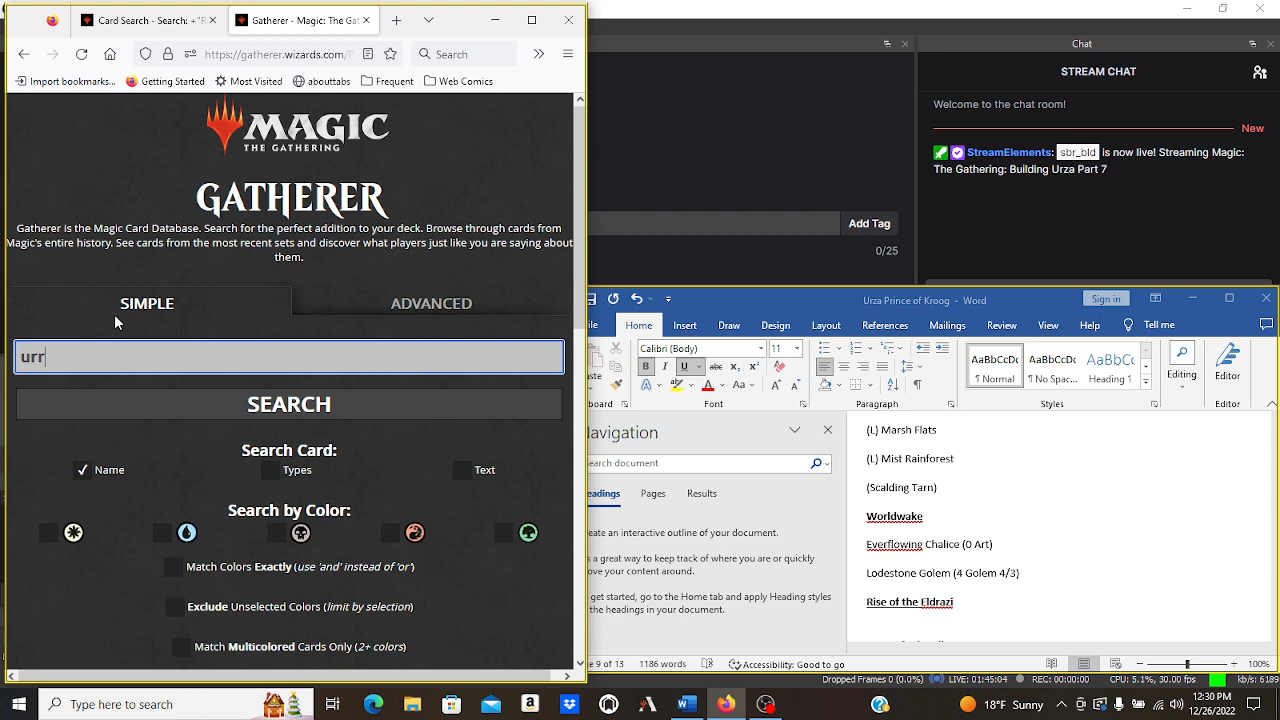 Card Search - Search: +"R
Gatherer - Magic: The Gat
https://gatherer.wizards.com/P
Search
Import bookmarks...
Getting Started
Most Visited
abouttabs
Frequent
Web Comics
MAGIC
THE GATHERING
GATHERER
Gatherer is the Magic Card Database. Search for the perfect addition to your deck. Browse through cards from
Magic's entire history. See cards from the most recent sets and discover what players just like you are saying about
them.
SIMPLE
ADVANCED
urr
SEARCH
Search Card:
Name
Types
Text
Search by Color:
Match Colors Exactly (use 'and' instead of 'or')
Exclude Unselected Colors (limit by selection)
Match Multicolored Cards Only (2+ colors)
Add Tag
0/25
Chat
STREAM CHAT
Welcome to the chat room!
New
StreamElements: sbr_bld is now live! Streaming Magic:
The Gathering: Building Urza Part 7
Urza Prince of Kroog - Word
Sign in
ile
Home
Insert
Draw
Design
Layout
References
Mailings
Review
View
Help
Tell me
aste
Calibri (Body)
11
AaBbCcDc
AaBbCcDc
AaBbCc
¶ Normal
¶ No Spac...
Heading 1
Editing
Editor
board
Font
Paragraph
Styles
Editor
avigation
earch document
eadings
Pages
Results
reate an interactive outline of your document.
s a great way to keep track of where you are or quickly
ove your content around.
get started, go to the Home tab and apply Heading styles
the headings in your document.
(L) Marsh Flats
(L) Mist Rainforest
(Scalding Tarn)
Worldwake
Everflowing Chalice (0 Art)
Lodestone Golem (4 Golem 4/3)
Rise of the Eldrazi
e 9 of 13
1186 words
Accessibility: Good to go
100%
Dropped Frames 0 (0.0%)
LIVE: 01:45:04
REC: 00:00:00
CPU: 5.1%, 30.00 fps
kb/s: 6189
Type here to search
18°F Sunny
12:30 PM
12/26/2022